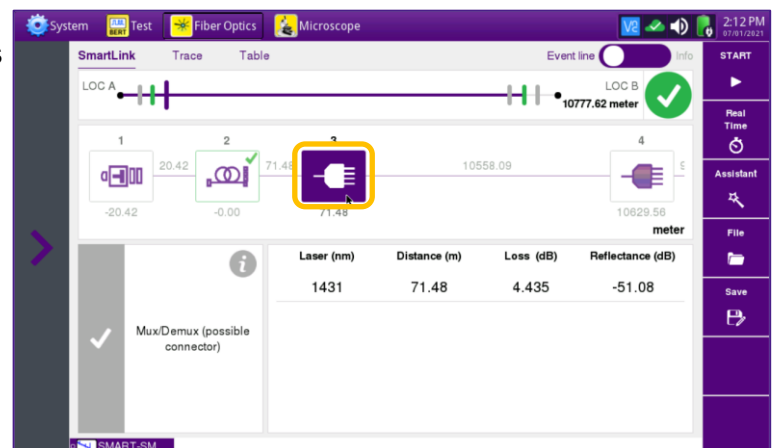 System Test Fiber Optics Microscope V2 2:12 PM
07/01/2021
SmartLink Trace Table Event line Info
START
LOC A LOC B
10777.62 meter
Real
Time
1 2 3 4
20.42 71.48 10558.09
Assistant
-20.42 -0.00 71.48 10629.56
meter
File
Laser (nm) Distance (m) Loss (dB) Reflectance (dB)
1431 71.48 4.435 -51.08
Save
Mux/Demux (possible
connector)
SMART-SM